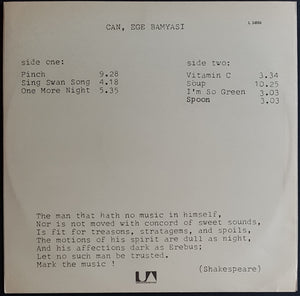 CAN, EGE BAMYASI
side one:
Pinch 9.28
Sing Swan Song 4.18
One More Night 5.35
side two:
Vitamin C 3.34
Soup 10.25
I'm So Green 3.03
Spoon 3.03
The man that hath no music in himself,
Nor is not moved with concord of sweet sounds,
Is fit for treasons, stratagems, and spoils,
The motions of his spirit are dull as night,
And his affections dark as Erebus;
Let no such man be trusted.
Mark the music !
(Shakespeare)